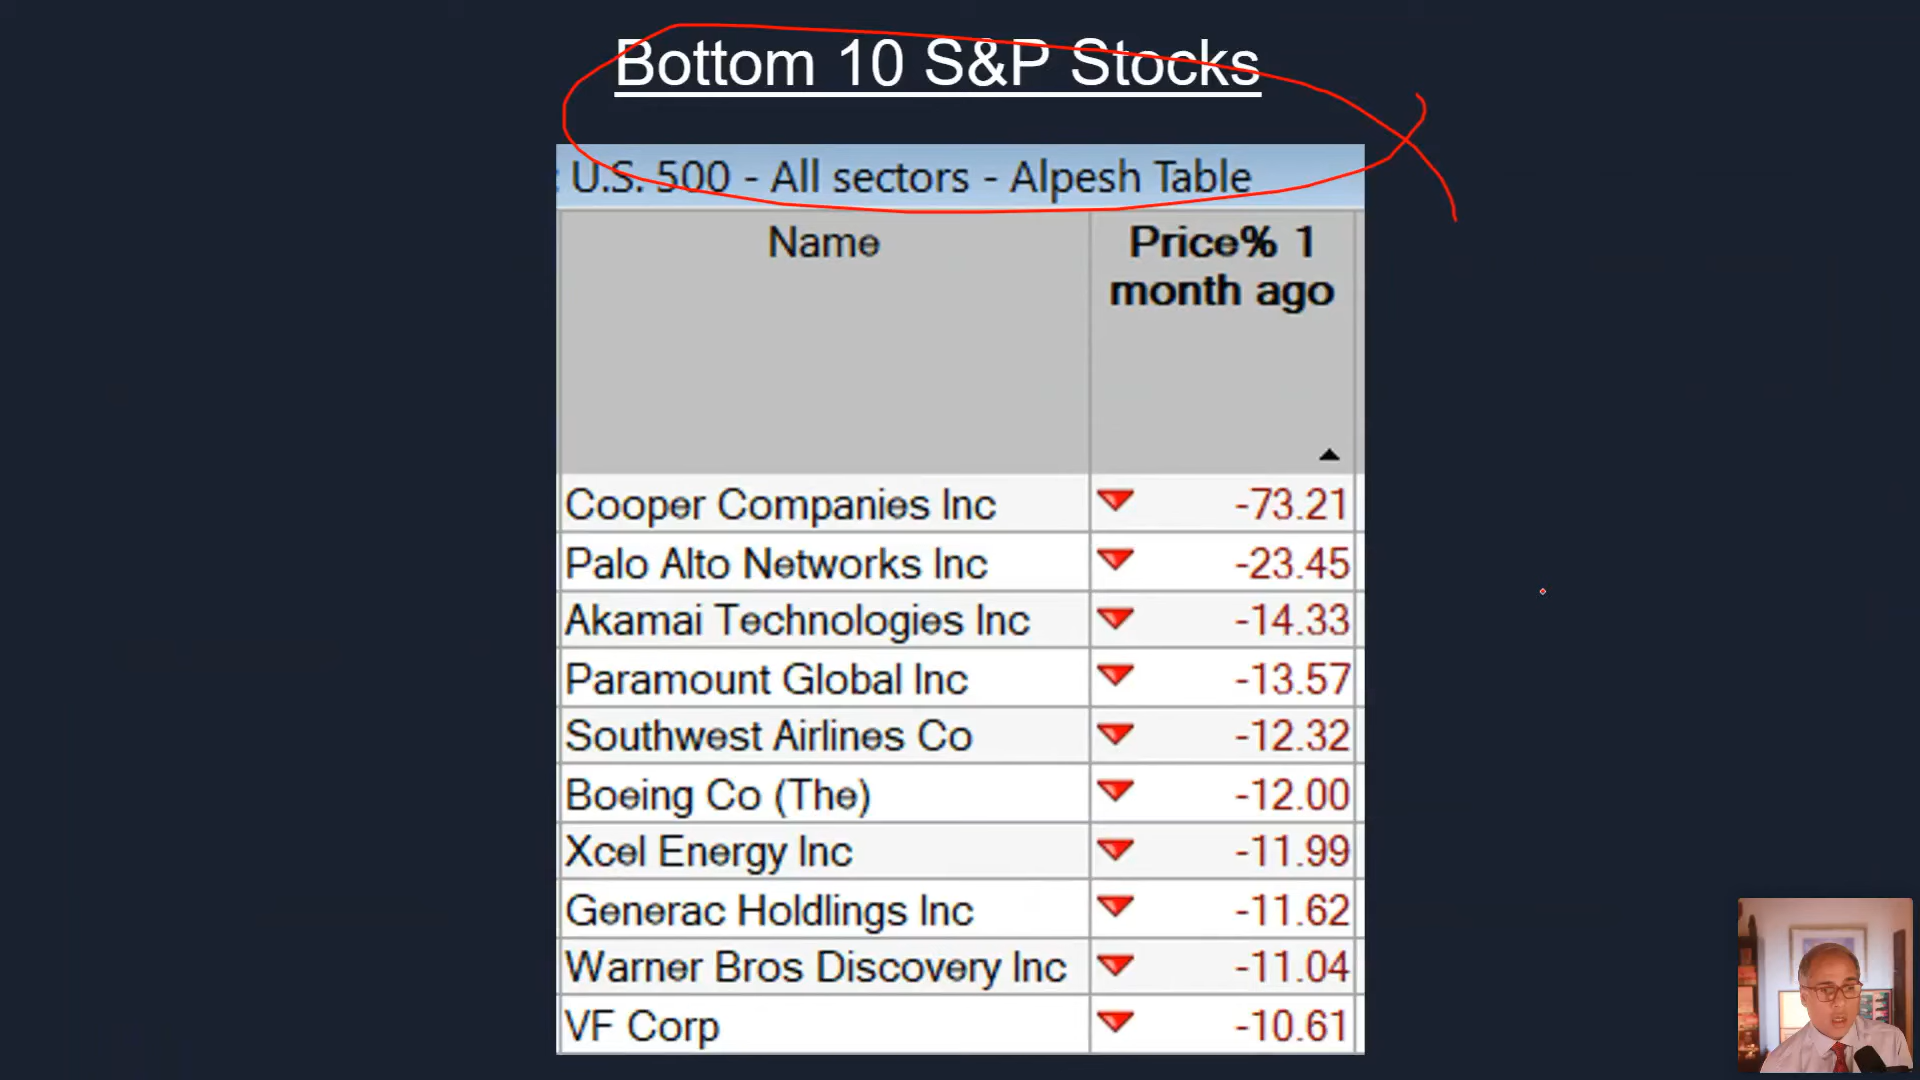 Bottom 10 S&P Stocks
: U.S. 500 - All sectors - Alpesh Table
Name
Price% 1
month ago
Cooper Companies Inc -73.21
Palo Alto Networks Inc -23.45
Akamai Technologies Inc -14.33
Paramount Global Inc -13.57
Southwest Airlines Co -12.32
Boeing Co (The) -12.00
Xcel Energy Inc -11.99
Generac Holdlings Inc -11.62
Warner Bros Discovery Inc -11.04
VF Corp -10.61